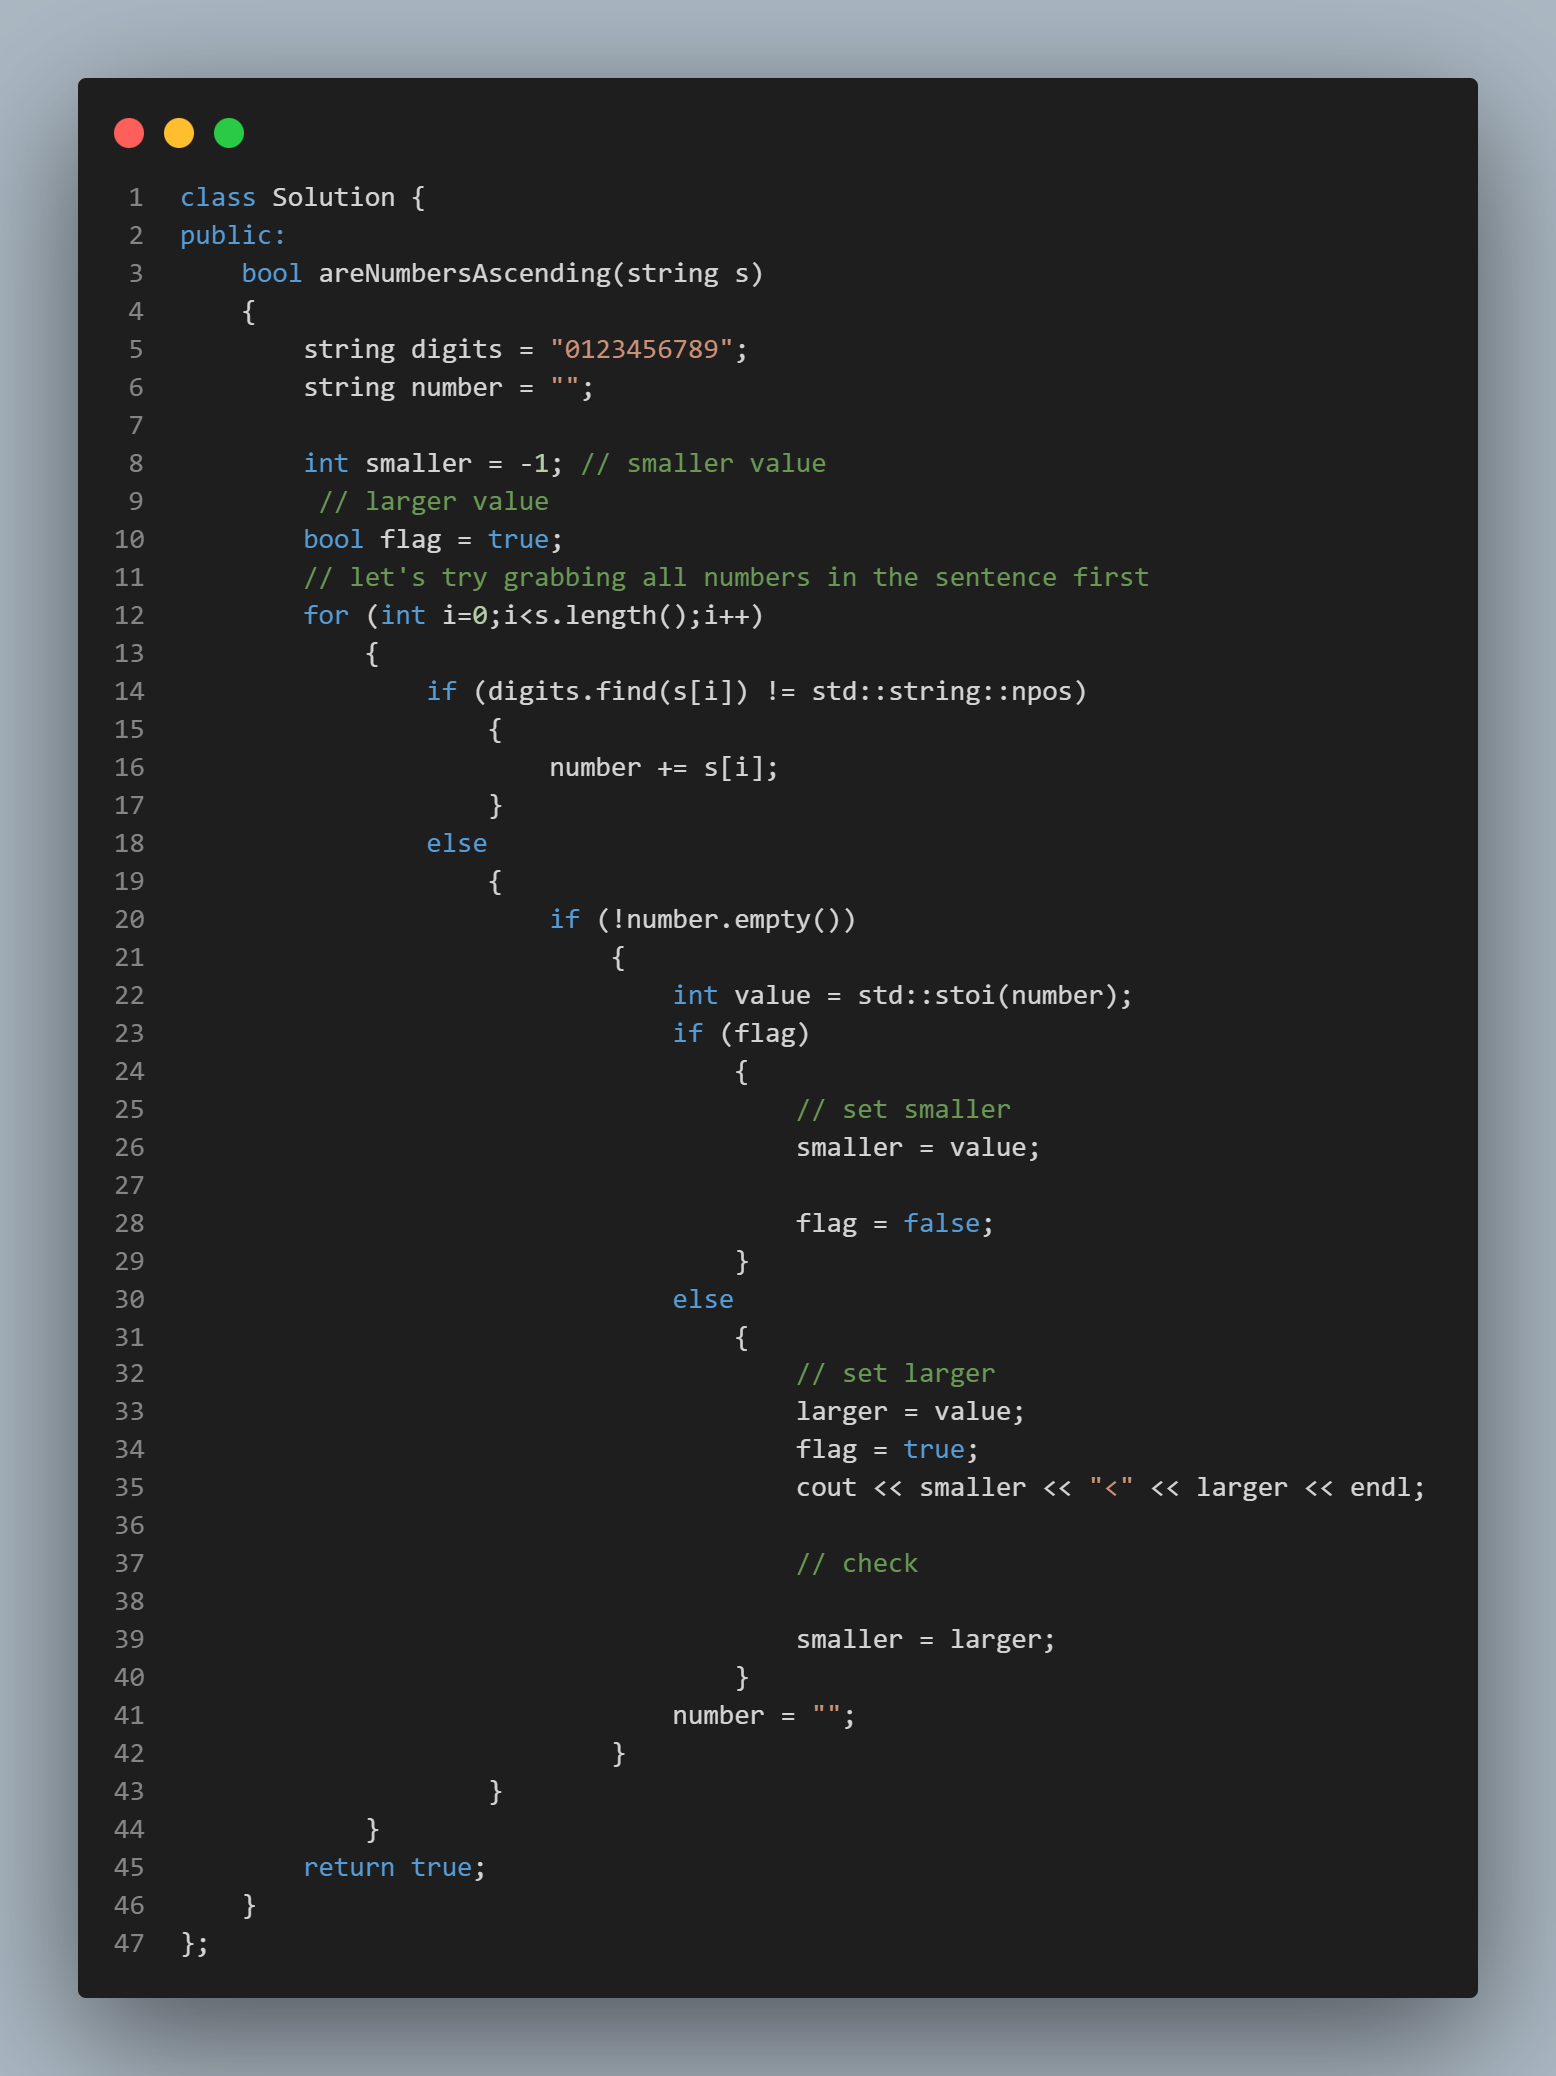 1 class Solution {
2 public:
3     bool areNumbersAscending(string s)
4     {
5         string digits = "0123456789";
6         string number = "";
7
8         int smaller = -1; // smaller value
9          // larger value
10         bool flag = true;
11         // let's try grabbing all numbers in the sentence first
12         for (int i=0;i<s.length();i++)
13             {
14                 if (digits.find(s[i]) != std::string::npos)
15                     {
16                         number += s[i];
17                     }
18                 else
19                     {
20                         if (!number.empty())
21                             {
22                                 int value = std::stoi(number);
23                                 if (flag)
24                                     {
25                                         // set smaller
26                                         smaller = value;
27
28                                         flag = false;
29                                     }
30                                 else
31                                     {
32                                         // set larger
33                                         larger = value;
34                                         flag = true;
35                                         cout << smaller << "<" << larger << endl;
36
37                                         // check
38
39                                         smaller = larger;
40                                     }
41                                 number = "";
42                             }
43                     }
44             }
45         return true;
46     }
47 };